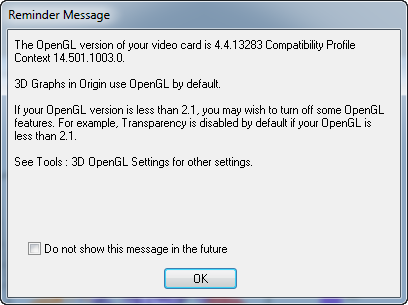 Reminder Message
The OpenGL version of your video card is 4.4.13283 Compatibility Profile
Context 14.501.1003.0.
3D Graphs in Origin use OpenGL by default.
If your OpenGL version is less than 2.1, you may wish to turn off some OpenGL
features. For example, Transparency is disabled by default if your OpenGL is
less than 2.1.
See Tools : 3D OpenGL Settings for other settings.
Do not show this message in the future
OK